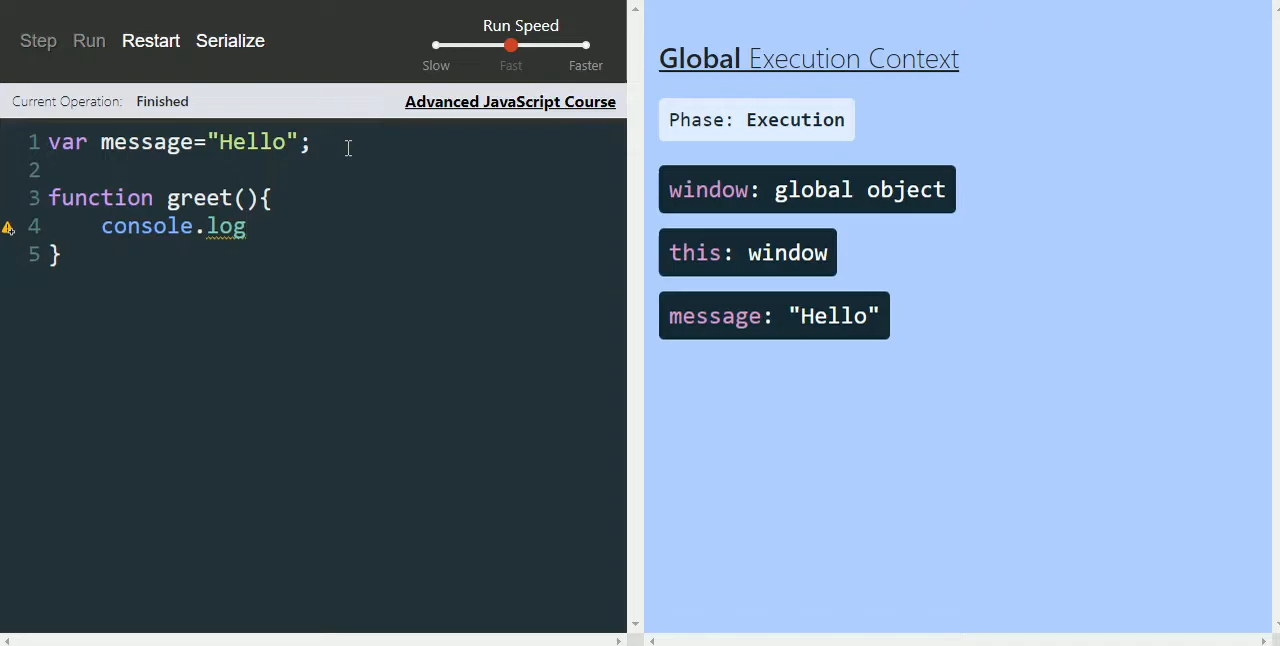 Step Run Restart Serialize
Run Speed
Slow Fast Faster
Current Operation: Finished
Advanced JavaScript Course
1 var message="Hello";
2
3 function greet(){
4 console.log
5 }
Global Execution Context
Phase: Execution
window: global object
this: window
message: "Hello"